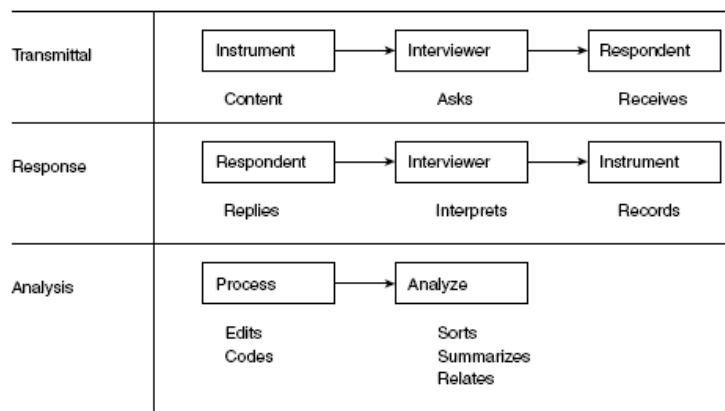 Transmittal
Instrument
Interviewer
Respondent
Content
Asks
Receives
Response
Respondent
Interviewer
Instrument
Replies
Interprets
Records
Analysis
Process
Analyze
Edits
Sorts
Codes
Summarizes
Relates